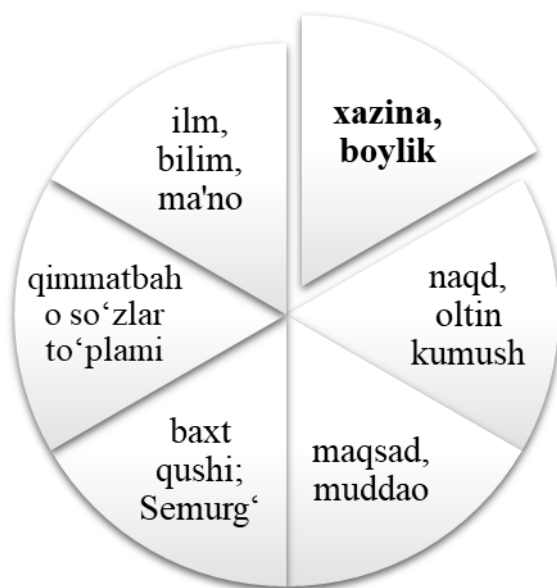 xazina,
boylik
naqd,
oltin
kumush
maqsad,
muddao
baxt
qushi;
Semurg‘
qimmatbah
o so‘zlar
to‘plami
ilm,
bilim,
ma'no